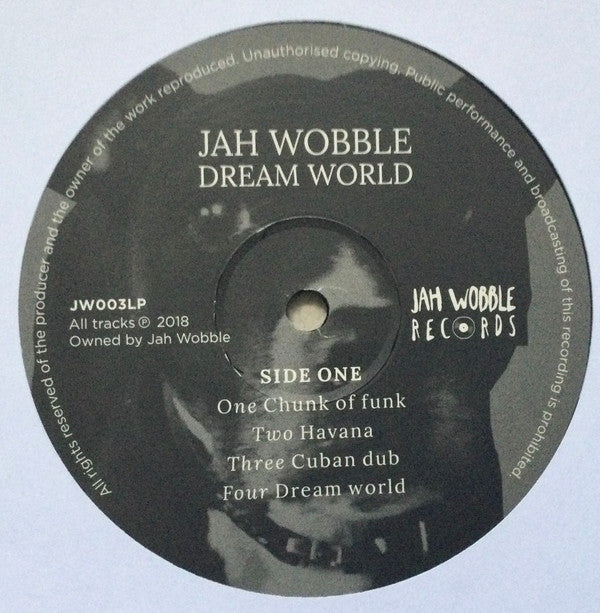 All rights reserved of the producer and the owner of the work reproduced. Unauthorised copying. Public performance and broadcasting of this recording is prohibited.
JAH WOBBLE
DREAM WORLD
JW003LP
All tracks ℗ 2018
Owned by Jah Wobble
JAH WOBBLE
RECORDS
SIDE ONE
One Chunk of funk
Two Havana
Three Cuban dub
Four Dream world